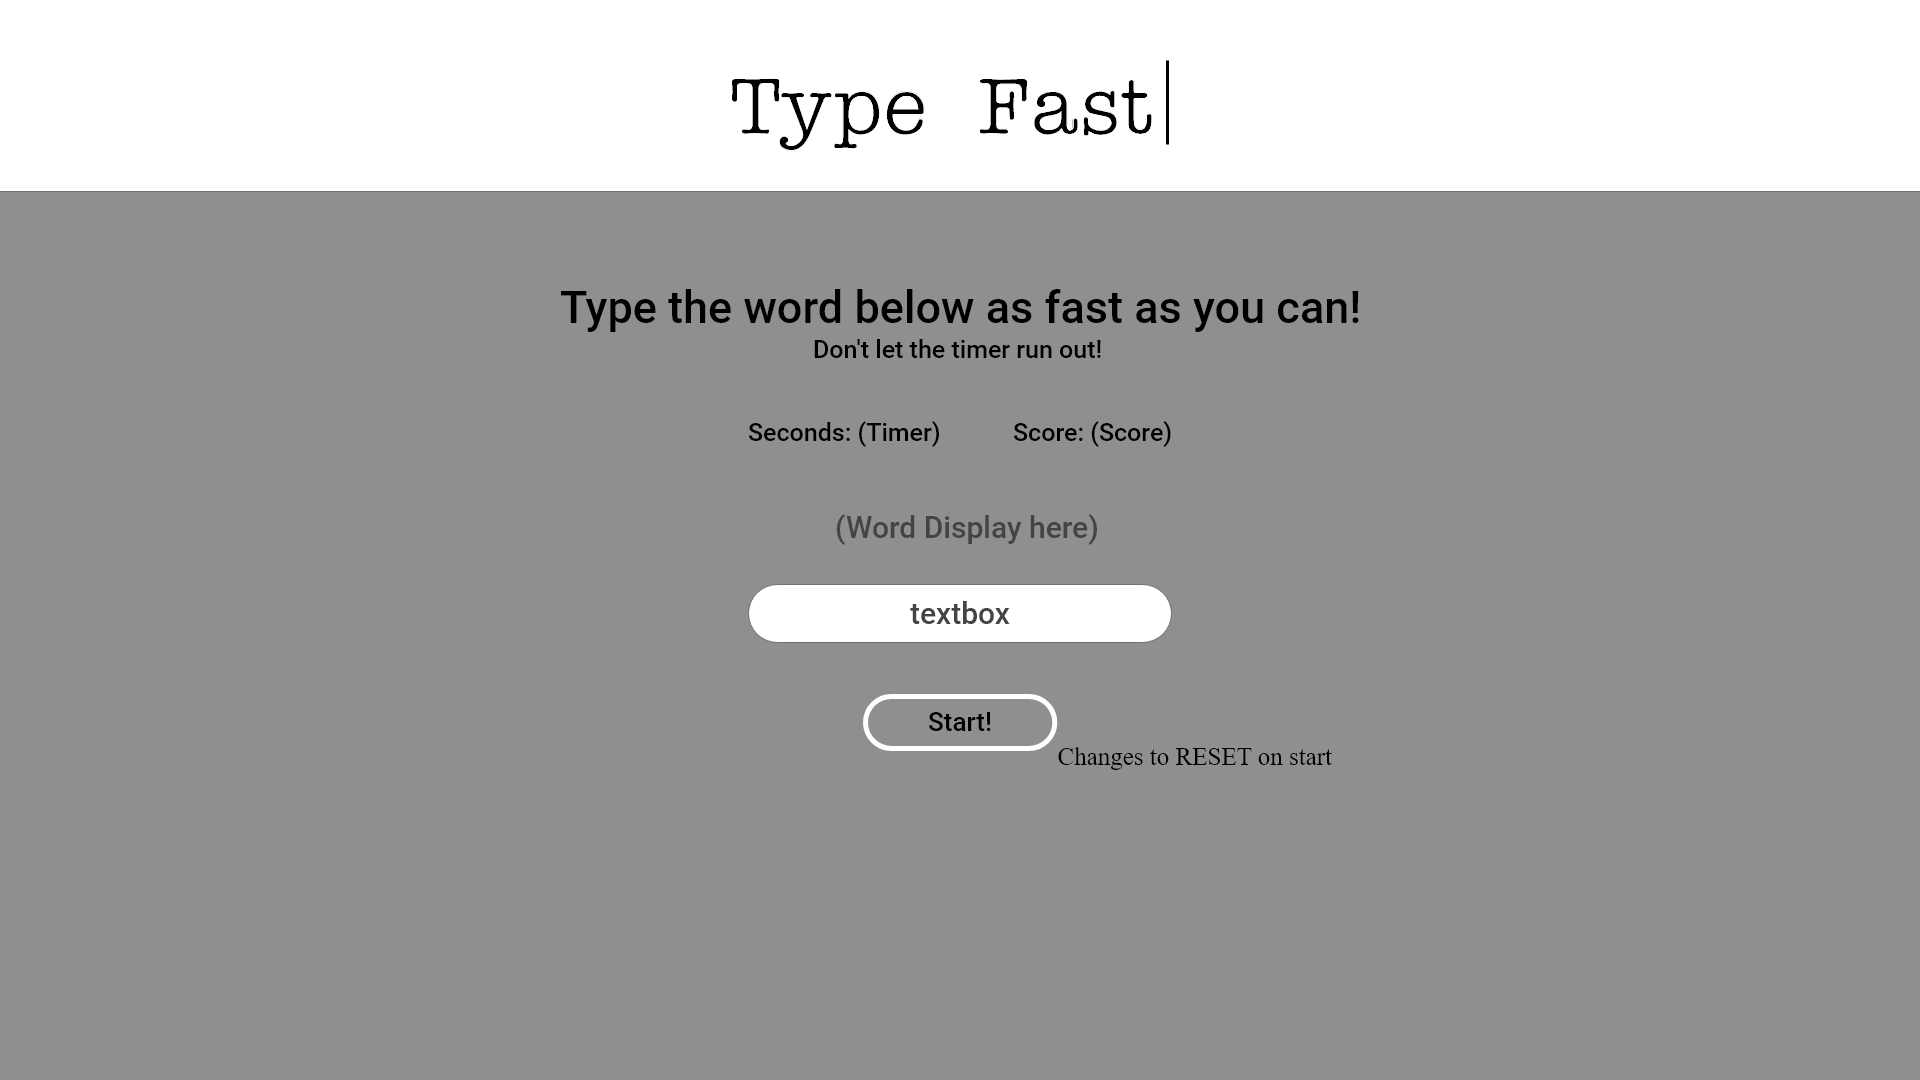 Type Fast
Type the word below as fast as you can!
Don't let the timer run out!
Seconds: (Timer) Score: (Score)
(Word Display here)
textbox
Start!
Changes to RESET on start